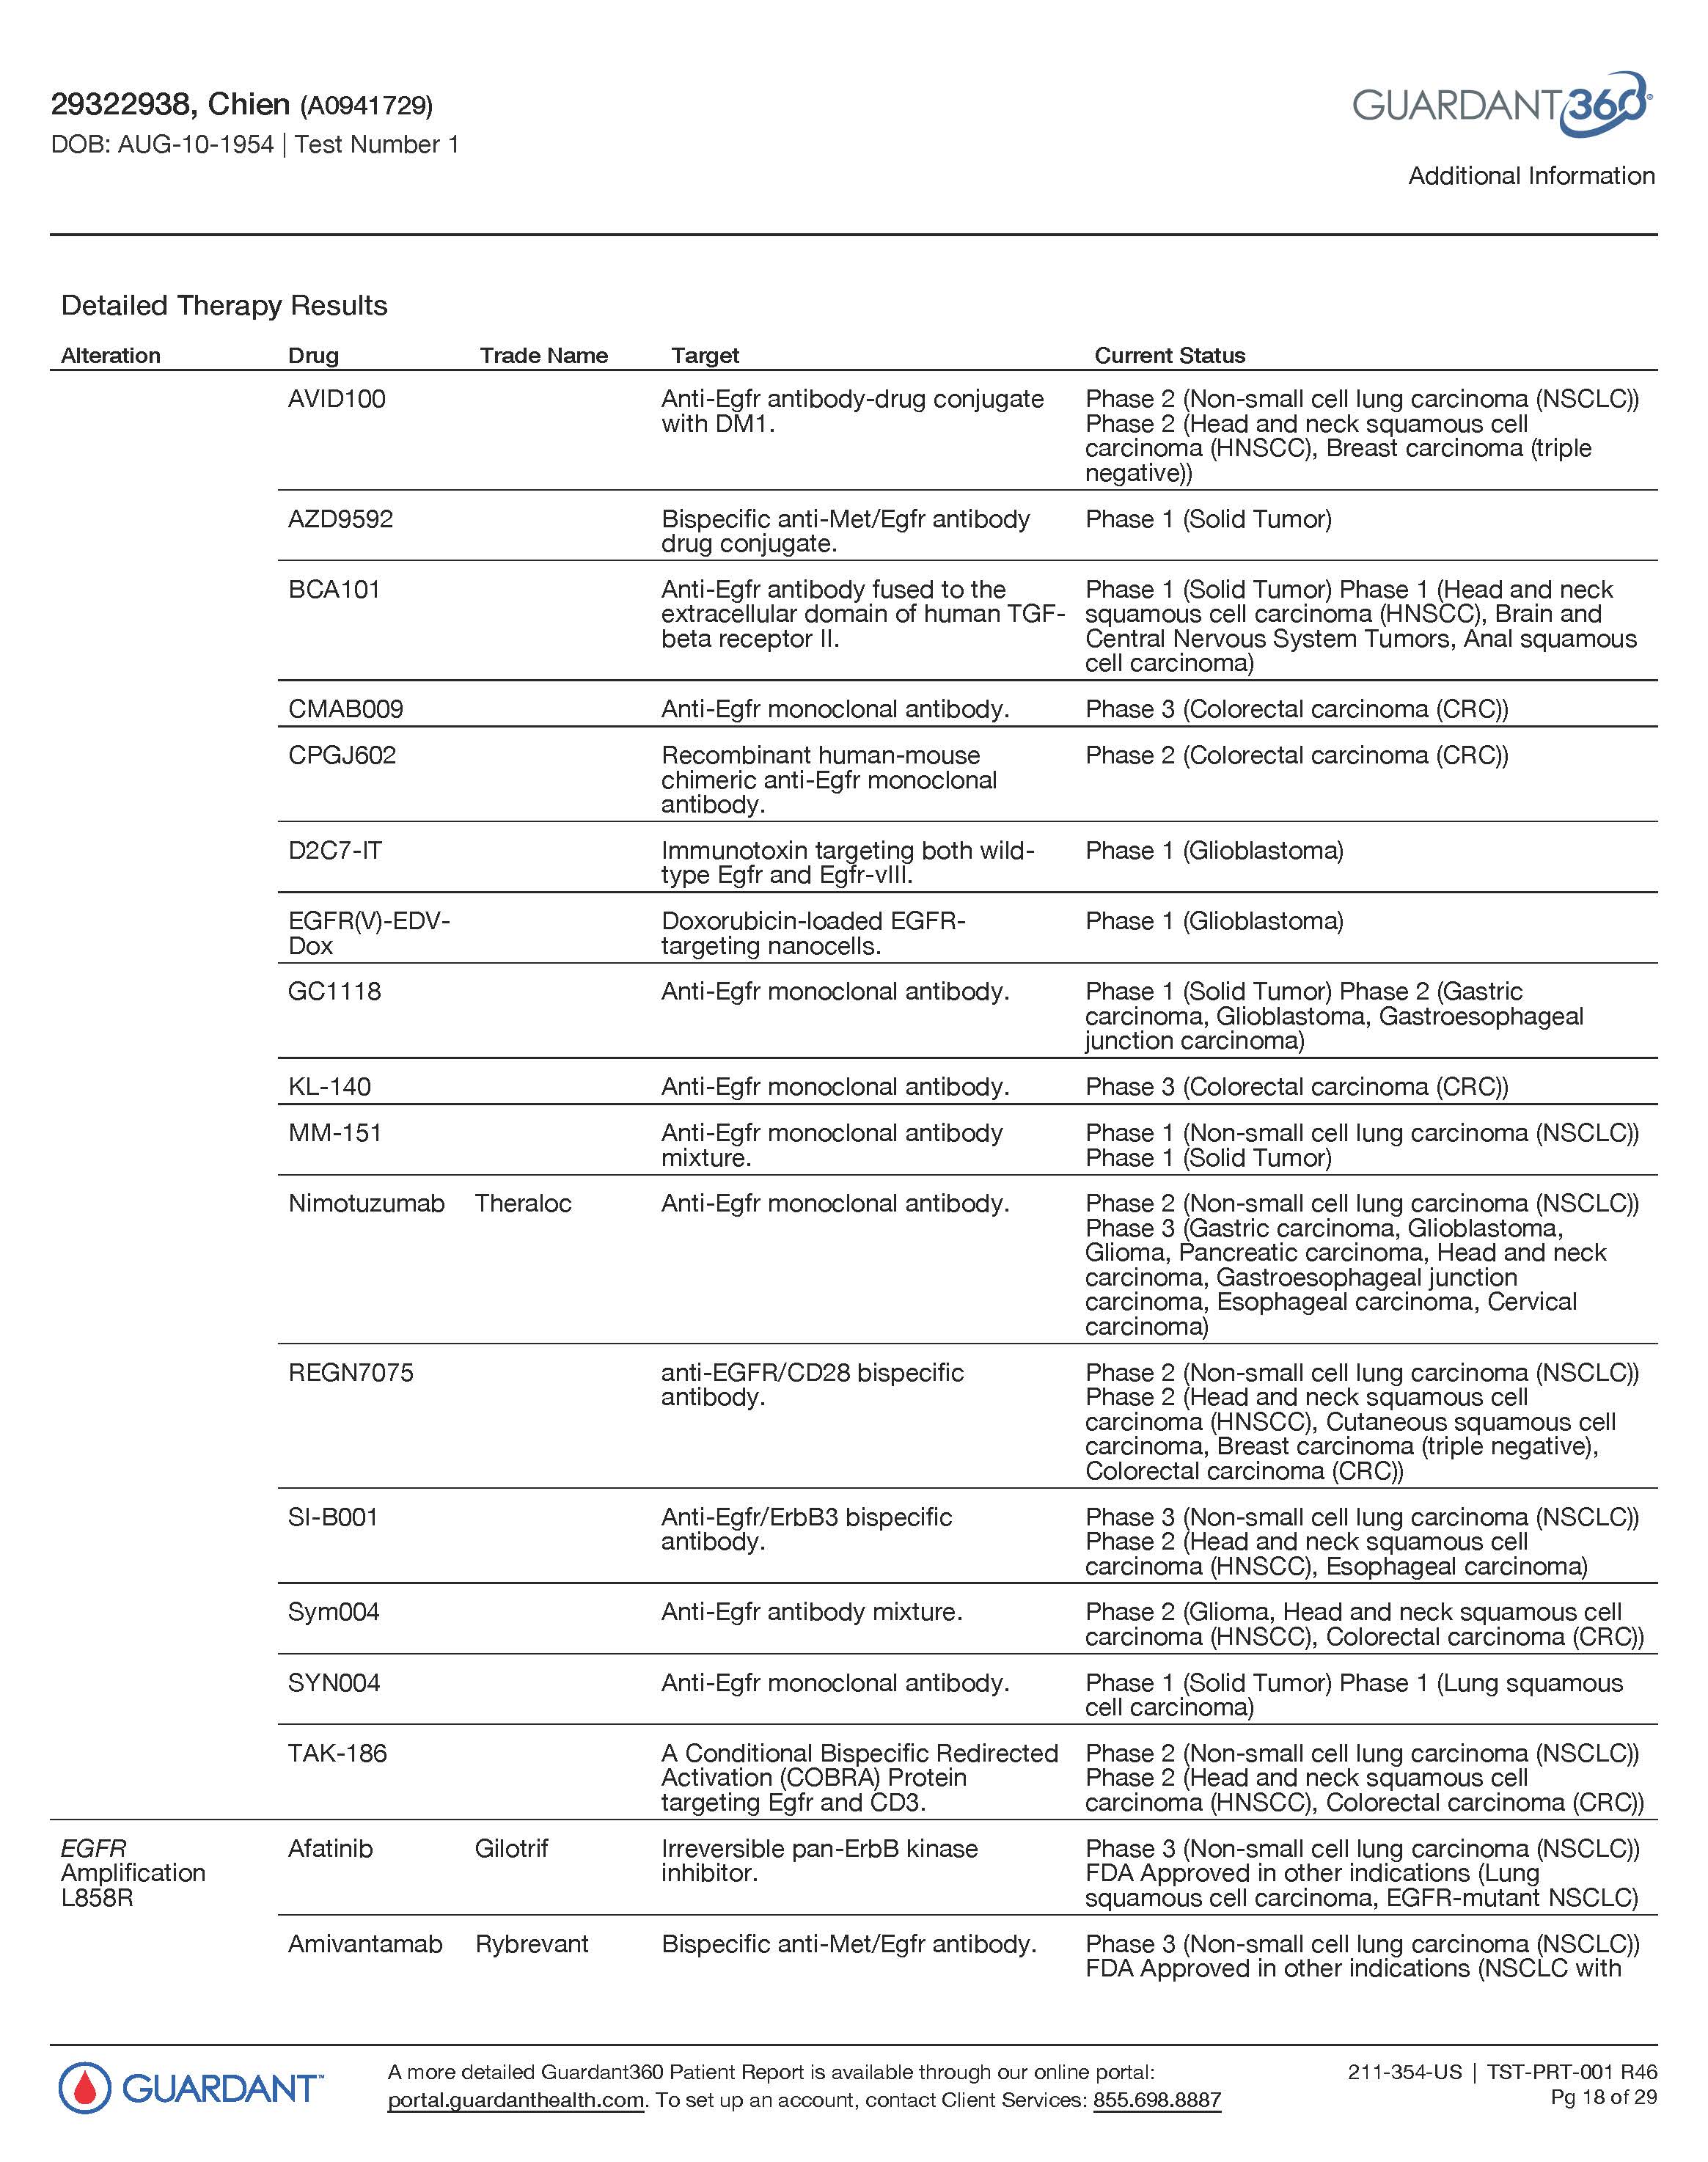 29322938, Chien (A0941729)
DOB: AUG-10-1954 | Test Number 1
GUARDANT360®
Additional Information
Detailed Therapy Results
Alteration Drug Trade Name Target Current Status
AVID100 Anti-Egfr antibody-drug conjugate Phase 2 (Non-small cell lung carcinoma (NSCLC))
with DM1. Phase 2 (Head and neck squamous cell
carcinoma (HNSCC), Breast carcinoma (triple
negative))
AZD9592 Bispecific anti-Met/Egfr antibody Phase 1 (Solid Tumor)
drug conjugate.
BCA101 Anti-Egfr antibody fused to the Phase 1 (Solid Tumor) Phase 1 (Head and neck
extracellular domain of human TGF- squamous cell carcinoma (HNSCC), Brain and
beta receptor II. Central Nervous System Tumors, Anal squamous
cell carcinoma)
CMAB009 Anti-Egfr monoclonal antibody. Phase 3 (Colorectal carcinoma (CRC))
CPGJ602 Recombinant human-mouse Phase 2 (Colorectal carcinoma (CRC))
chimeric anti-Egfr monoclonal
antibody.
D2C7-IT Immunotoxin targeting both wild- Phase 1 (Glioblastoma)
type Egfr and Egfr-vIII.
EGFR(V)-EDV- Doxorubicin-loaded EGFR- Phase 1 (Glioblastoma)
Dox targeting nanocells.
GC1118 Anti-Egfr monoclonal antibody. Phase 1 (Solid Tumor) Phase 2 (Gastric
carcinoma, Glioblastoma, Gastroesophageal
junction carcinoma)
KL-140 Anti-Egfr monoclonal antibody. Phase 3 (Colorectal carcinoma (CRC))
MM-151 Anti-Egfr monoclonal antibody Phase 1 (Non-small cell lung carcinoma (NSCLC))
mixture. Phase 1 (Solid Tumor)
Nimotuzumab Theraloc Anti-Egfr monoclonal antibody. Phase 2 (Non-small cell lung carcinoma (NSCLC))
Phase 3 (Gastric carcinoma, Glioblastoma,
Glioma, Pancreatic carcinoma, Head and neck
carcinoma, Gastroesophageal junction
carcinoma, Esophageal carcinoma, Cervical
carcinoma)
REGN7075 anti-EGFR/CD28 bispecific Phase 2 (Non-small cell lung carcinoma (NSCLC))
antibody. Phase 2 (Head and neck squamous cell
carcinoma (HNSCC), Cutaneous squamous cell
carcinoma, Breast carcinoma (triple negative),
Colorectal carcinoma (CRC))
SI-B001 Anti-Egfr/ErbB3 bispecific Phase 3 (Non-small cell lung carcinoma (NSCLC))
antibody. Phase 2 (Head and neck squamous cell
carcinoma (HNSCC), Esophageal carcinoma)
Sym004 Anti-Egfr antibody mixture. Phase 2 (Glioma, Head and neck squamous cell
carcinoma (HNSCC), Colorectal carcinoma (CRC))
SYN004 Anti-Egfr monoclonal antibody. Phase 1 (Solid Tumor) Phase 1 (Lung squamous
cell carcinoma)
TAK-186 A Conditional Bispecific Redirected Phase 2 (Non-small cell lung carcinoma (NSCLC))
Activation (COBRA) Protein Phase 2 (Head and neck squamous cell
targeting Egfr and CD3. carcinoma (HNSCC), Colorectal carcinoma (CRC))
EGFR Afatinib Gilotrif Irreversible pan-ErbB kinase Phase 3 (Non-small cell lung carcinoma (NSCLC))
Amplification inhibitor. FDA Approved in other indications (Lung
L858R squamous cell carcinoma, EGFR-mutant NSCLC)
Amivantamab Rybrevant Bispecific anti-Met/Egfr antibody. Phase 3 (Non-small cell lung carcinoma (NSCLC))
FDA Approved in other indications (NSCLC with
GUARDANT™
A more detailed Guardant360 Patient Report is available through our online portal:
portal.guardanthealth.com. To set up an account, contact Client Services: 855.698.8887
211-354-US | TST-PRT-001 R46
Pg 18 of 29